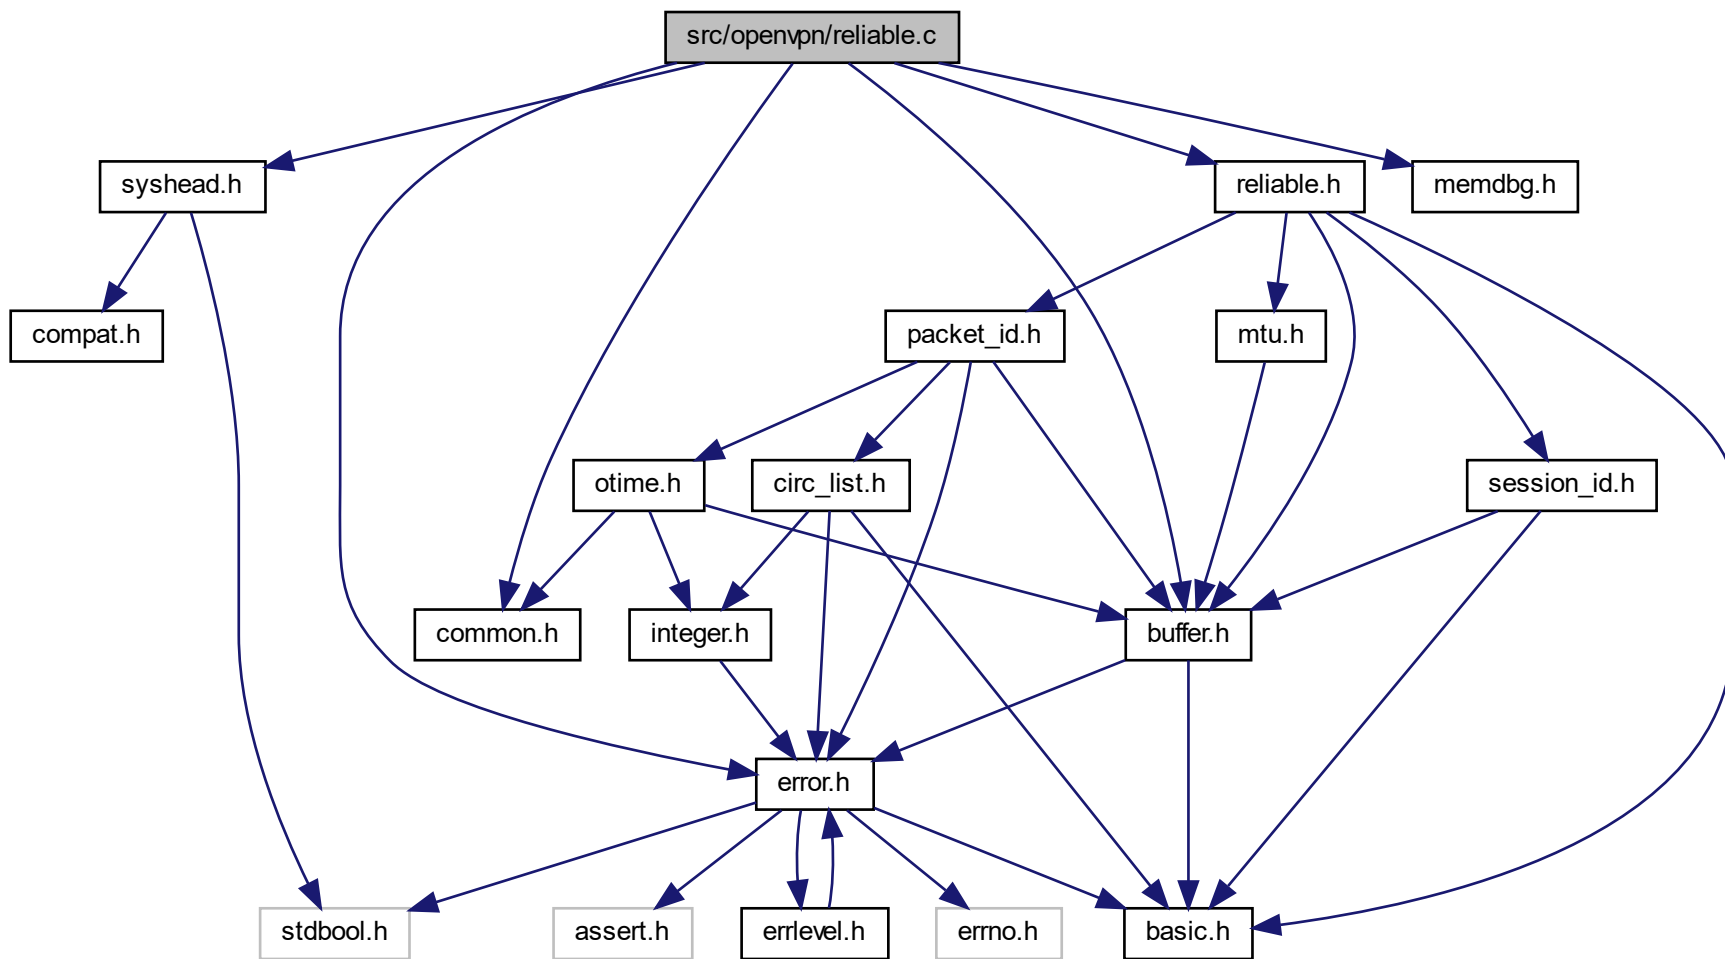 src/openvpn/reliable.c
syshead.h
reliable.h
memdbg.h
compat.h
packet_id.h
mtu.h
otime.h
circ_list.h
session_id.h
common.h
integer.h
buffer.h
error.h
stdbool.h
assert.h
errlevel.h
errno.h
basic.h